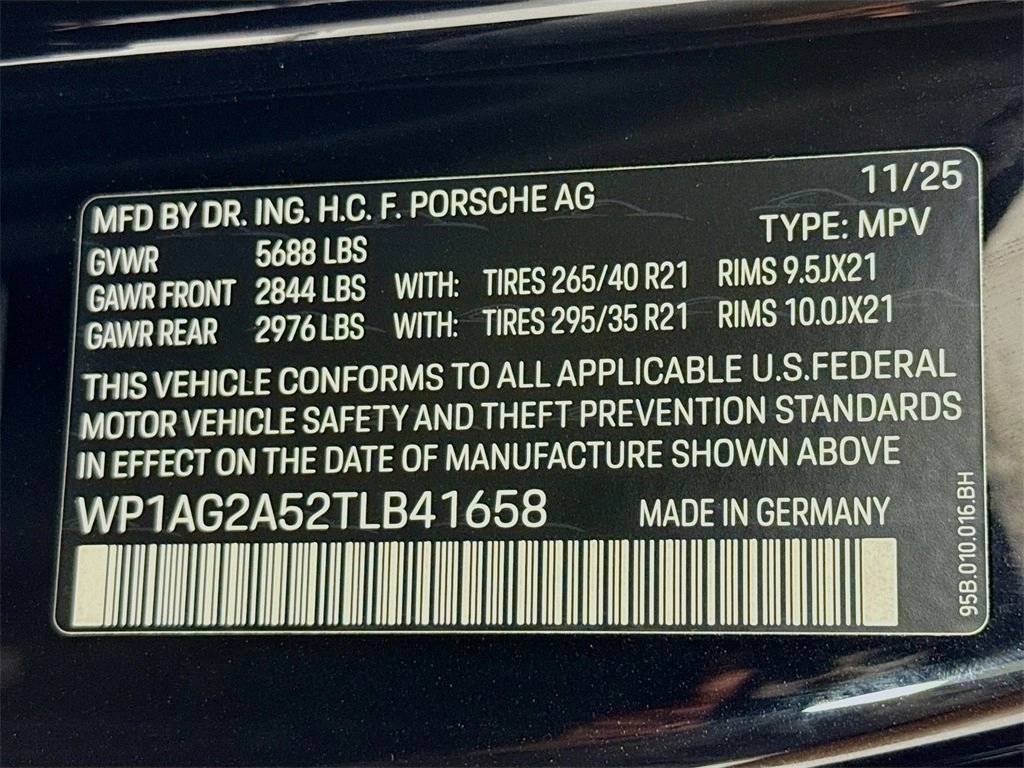 11/25
MFD BY DR. ING. H.C. F. PORSCHE AG
TYPE: MPV
GVWR 5688 LBS
GAWR FRONT 2844 LBS WITH: TIRES 265/40 R21 RIMS 9.5JX21
GAWR REAR 2976 LBS WITH: TIRES 295/35 R21 RIMS 10.0JX21
THIS VEHICLE CONFORMS TO ALL APPLICABLE U.S.FEDERAL
MOTOR VEHICLE SAFETY AND THEFT PREVENTION STANDARDS
IN EFFECT ON THE DATE OF MANUFACTURE SHOWN ABOVE
WP1AG2A52TLB41658 MADE IN GERMANY
95B.010.016.BH